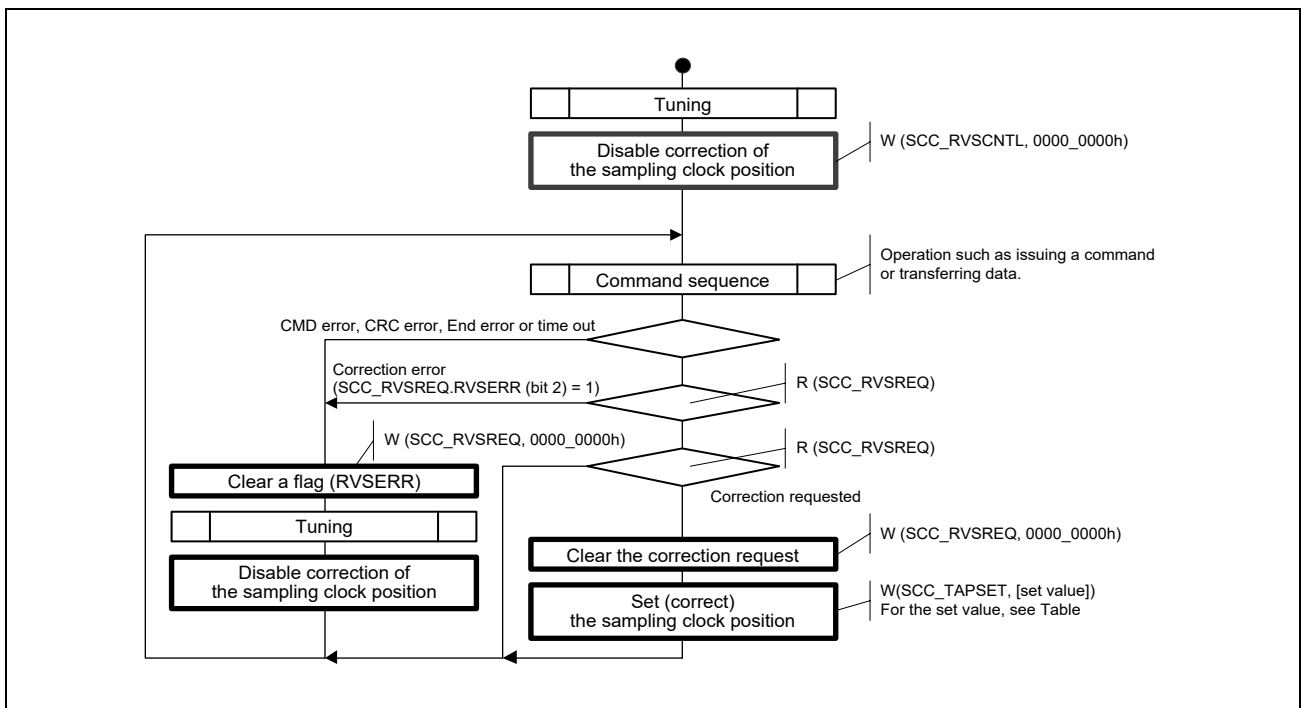 Tuning
Disable correction of
the sampling clock position
W (SCC_RVSCNTL, 0000_0000h)
Command sequence
Operation such as issuing a command
or transferring data.
CMD error, CRC error, End error or time out
Correction error
(SCC_RVSREQ.RVSERR (bit 2) = 1)
R (SCC_RVSREQ)
W (SCC_RVSREQ, 0000_0000h)
R (SCC_RVSREQ)
Clear a flag (RVSERR)
Correction requested
Tuning
Disable correction of
the sampling clock position
Clear the correction request
W (SCC_RVSREQ, 0000_0000h)
Set (correct)
the sampling clock position
W(SCC_TAPSET, [set value])
For the set value, see Table